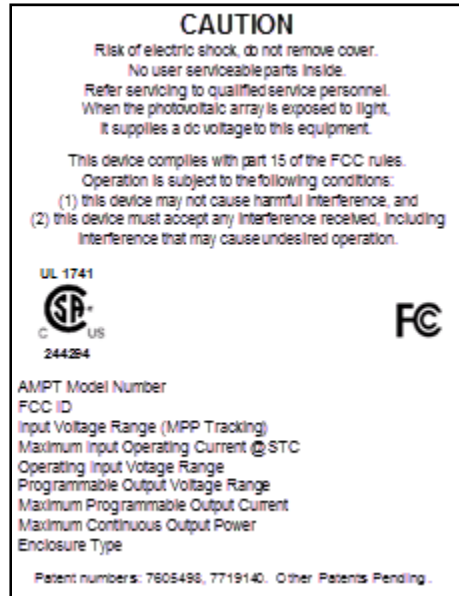 CAUTION
Risk of electric shock, do not remove cover.
No user serviceable parts inside.
Refer servicing to qualified service personnel.
When the photovoltaic array is exposed to light,
it supplies a dc voltage to this equipment.
This device complies with part 15 of the FCC rules.
Operation is subject to the following conditions:
(1) this device may not cause harmful interference, and
(2) this device must accept any interference received, including
interference that may cause undesired operation.
UL 1741
SA
C US
FC
244294
AMPT Model Number
FCC ID
Input Voltage Range (MPP Tracking)
Maximum Input Operating Current @ STC
Operating Input Votage Range
Programmable Output Voltage Range
Maximum Programmable Output Current
Maximum Continuous Output Power
Enclosure Type
Patent numbers: 7605498, 7719140. Other Patents Pending.